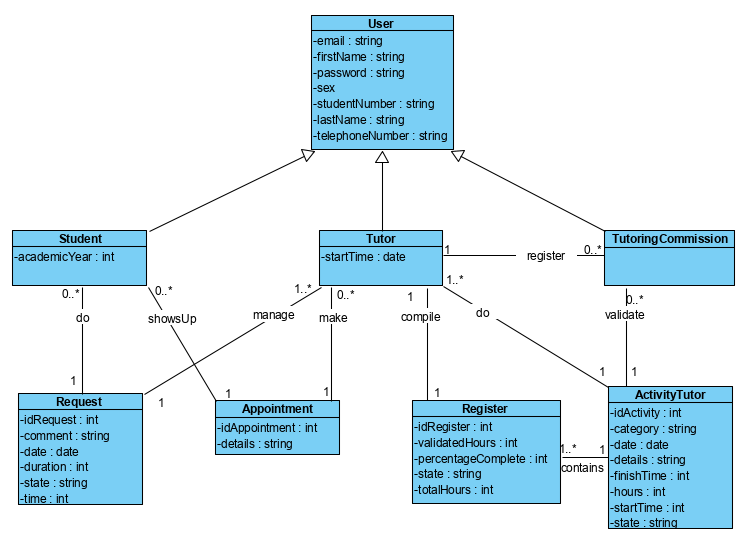 User
-email : string
-firstName : string
-password : string
-sex
-studentNumber : string
-lastName : string
-telephoneNumber : string
Student
-academicYear : int
Tutor
-startTime : date
TutoringCommission
1
register
0..*
0..*
do
1
0..*
showsUp
1
1..*
manage
1
0..*
make
1
1
compile
1
1..*
do
1
0..*
validate
1
Request
-idRequest : int
-comment : string
-date : date
-duration : int
-state : string
-time : int
Appointment
-idAppointment : int
-details : string
Register
-idRegister : int
-validatedHours : int
-percentageComplete : int
-state : string
-totalHours : int
1..*
contains
1
ActivityTutor
-idActivity : int
-category : string
-date : date
-details : string
-finishTime : int
-hours : int
-startTime : int
-state : string